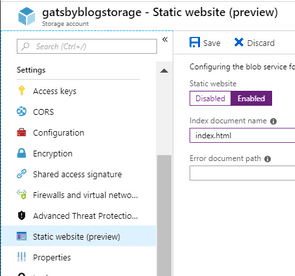 gatsbyblogstorage - Static website (preview)
Storage account
Search (Ctrl+/)
Save
Discard
Settings
Access keys
CORS
Configuration
Encryption
Shared access signature
Firewalls and virtual netwo...
Advanced Threat Protectio...
Static website (preview)
Properties
Configuring the blob service fo
Static website
Disabled
Enabled
Index document name
index.html
Error document path